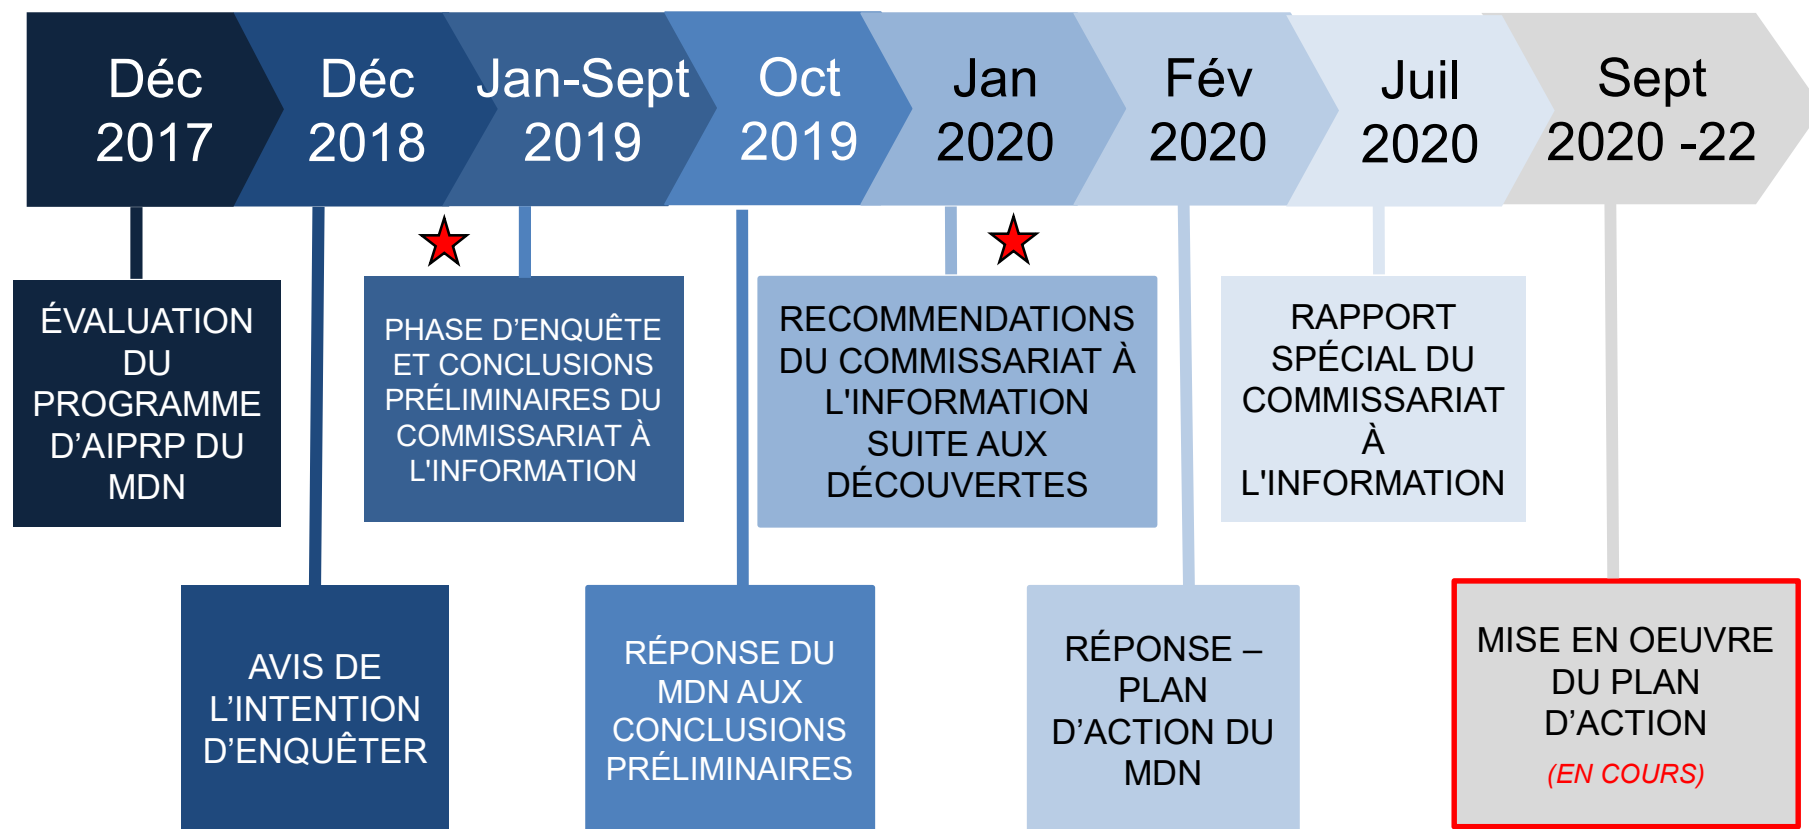 Déc
2017
Déc
2018
Jan-Sept
2019
Oct
2019
Jan
2020
Fév
2020
Juil
2020
Sept
2020 -22
ÉVALUATION
DU
PROGRAMME
D’AIPRP DU
MDN
PHASE D’ENQUÊTE
ET CONCLUSIONS
PRÉLIMINAIRES DU
COMMISSARIAT À
L'INFORMATION
RECOMMENDATIONS
DU COMMISSARIAT À
L'INFORMATION
SUITE AUX
DÉCOUVERTES
RAPPORT
SPÉCIAL DU
COMMISSARIAT
À
L'INFORMATION
AVIS DE
L’INTENTION
D’ENQUÊTER
RÉPONSE DU
MDN AUX
CONCLUSIONS
PRÉLIMINAIRES
RÉPONSE –
PLAN
D’ACTION DU
MDN
MISE EN OEUVRE
DU PLAN
D’ACTION
(EN COURS)